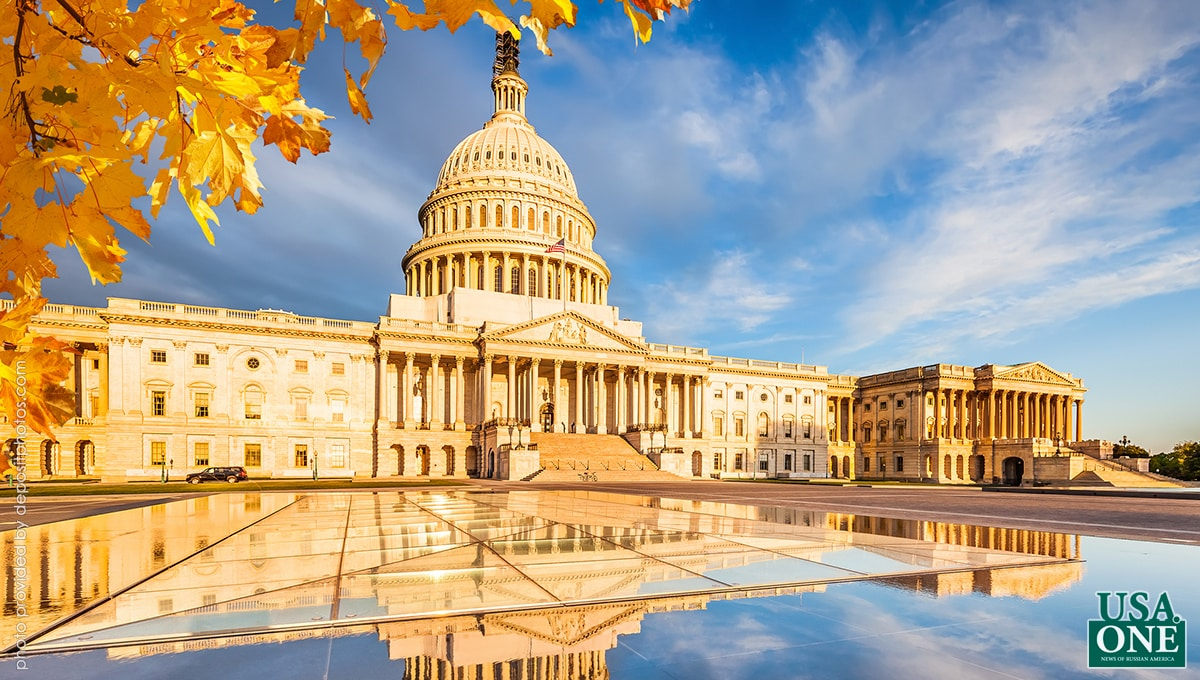 photo provided by depositphotos.com
USA.
ONE
NEWS OF RUSSIAN AMERICA